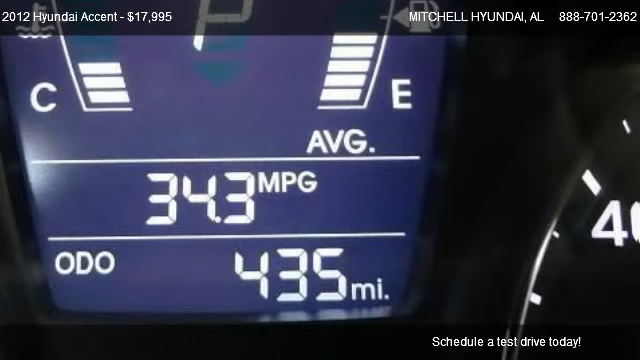 2012 Hyundai Accent - $17,995
MITCHELL HYUNDAI, AL 888-701-2362
P
C
E
AVG.
34.3 MPG
ODO 435 mi.
Schedule a test drive today!